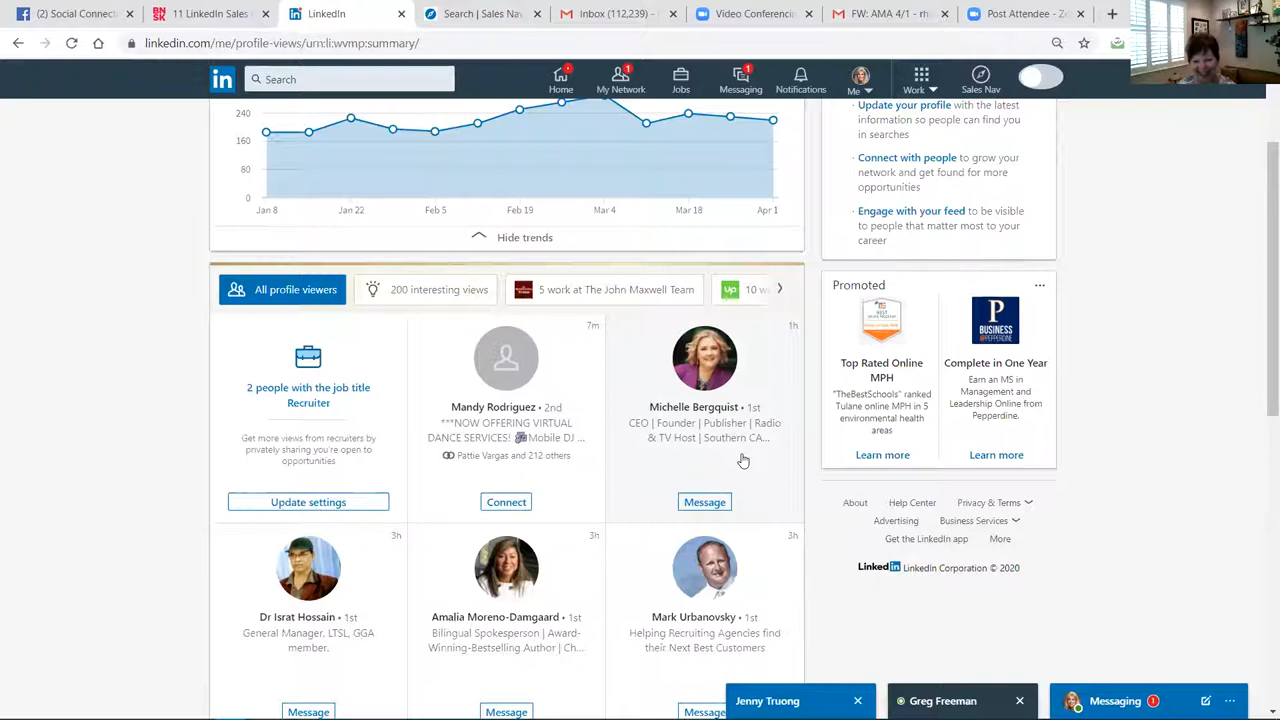 (2) Social Connect
11 LinkedIn Sales
LinkedIn
Search | Sales Nav
Inbox (112,239) -
Video Conferencin
FW: AMA 4/1 - rhe
Post Attendee - Zo
linkedin.com/me/profile-views/urn:li:wvmp:summary/
in
Search
Home
1
My Network
Jobs
1
Messaging
Notifications
Me
Work
Sales Nav
240
160
80
0
Jan 8
Jan 22
Feb 5
Feb 19
Mar 4
Mar 18
Apr 1
Hide trends
Update your profile with the latest
information so people can find you
in searches
Connect with people to grow your
network and get found for more
opportunities
Engage with your feed to be visible
to people that matter most to your
career
All profile viewers
200 interesting views
5 work at The John Maxwell Team
Up
10 w
2 people with the job title
Recruiter
Get more views from recruiters by
privately sharing you're open to
opportunities
Update settings
7m
Mandy Rodriguez • 2nd
***NOW OFFERING VIRTUAL
DANCE SERVICES! Mobile DJ ...
Pattie Vargas and 212 others
Connect
1h
Michelle Bergquist • 1st
CEO | Founder | Publisher | Radio
& TV Host | Southern CA...
Message
3h
Dr Israt Hossain • 1st
General Manager, LTSL, GGA
member.
Message
3h
Amalia Moreno-Damgaard • 1st
Bilingual Spokesperson | Award-
Winning-Bestselling Author | Ch...
Message
3h
Mark Urbanovsky • 1st
Helping Recruiting Agencies find
their Next Best Customers
Promoted
Top Rated Online
MPH
"TheBestSchools" ranked
Tulane online MPH in 5
environmental health
areas
Learn more
P
BUSINESS
Complete in One Year
Earn an MS in
Management and
Leadership Online from
Pepperdine.
Learn more
About
Help Center
Privacy & Terms
Advertising
Business Services
Get the LinkedIn app
More
LinkedIn LinkedIn Corporation © 2020
Jenny Truong
Greg Freeman
Messaging
1